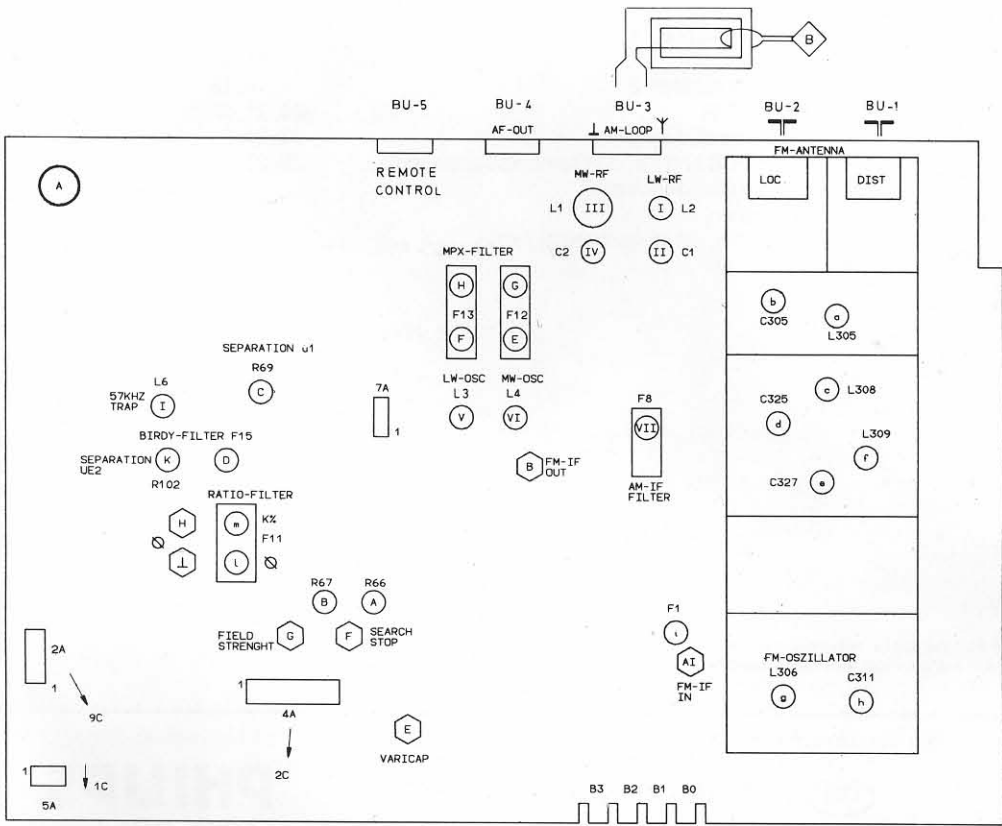 B
BU-5 BU-4 BU-3 BU-2 BU-1
AF-OUT AM-LOOP
FM-ANTENNA
A
REMOTE
CONTROL
MW-RF LW-RF
LOC. DIST
L1 III I L2
C2 IV II C1
MPX-FILTER
H G
F13 F12
F E
b
C305
a
L305
SEPARATION u1
R69
C
L6
57KHZ
TRAP
I
7A
1
LW-OSC MW-OSC
L3 L4
V VI
F8
VII
AM-IF
FILTER
c L308
C325
d
L309
f
C327 e
BIRDY-FILTER F15
SEPARATION
UE2
K D
R102
B FM-IF
OUT
RATIO-FILTER
H
m K%
F11
⊥
l
R67 R66
B A
FIELD
STRENGHT
G F SEARCH
STOP
F1
ι
AI
FM-IF
IN
FM-OSZILLATOR
L306 C311
g h
2A
1
9C
1
4A
2C
E
VARICAP
1
5A
1C
B3 B2 B1 B0